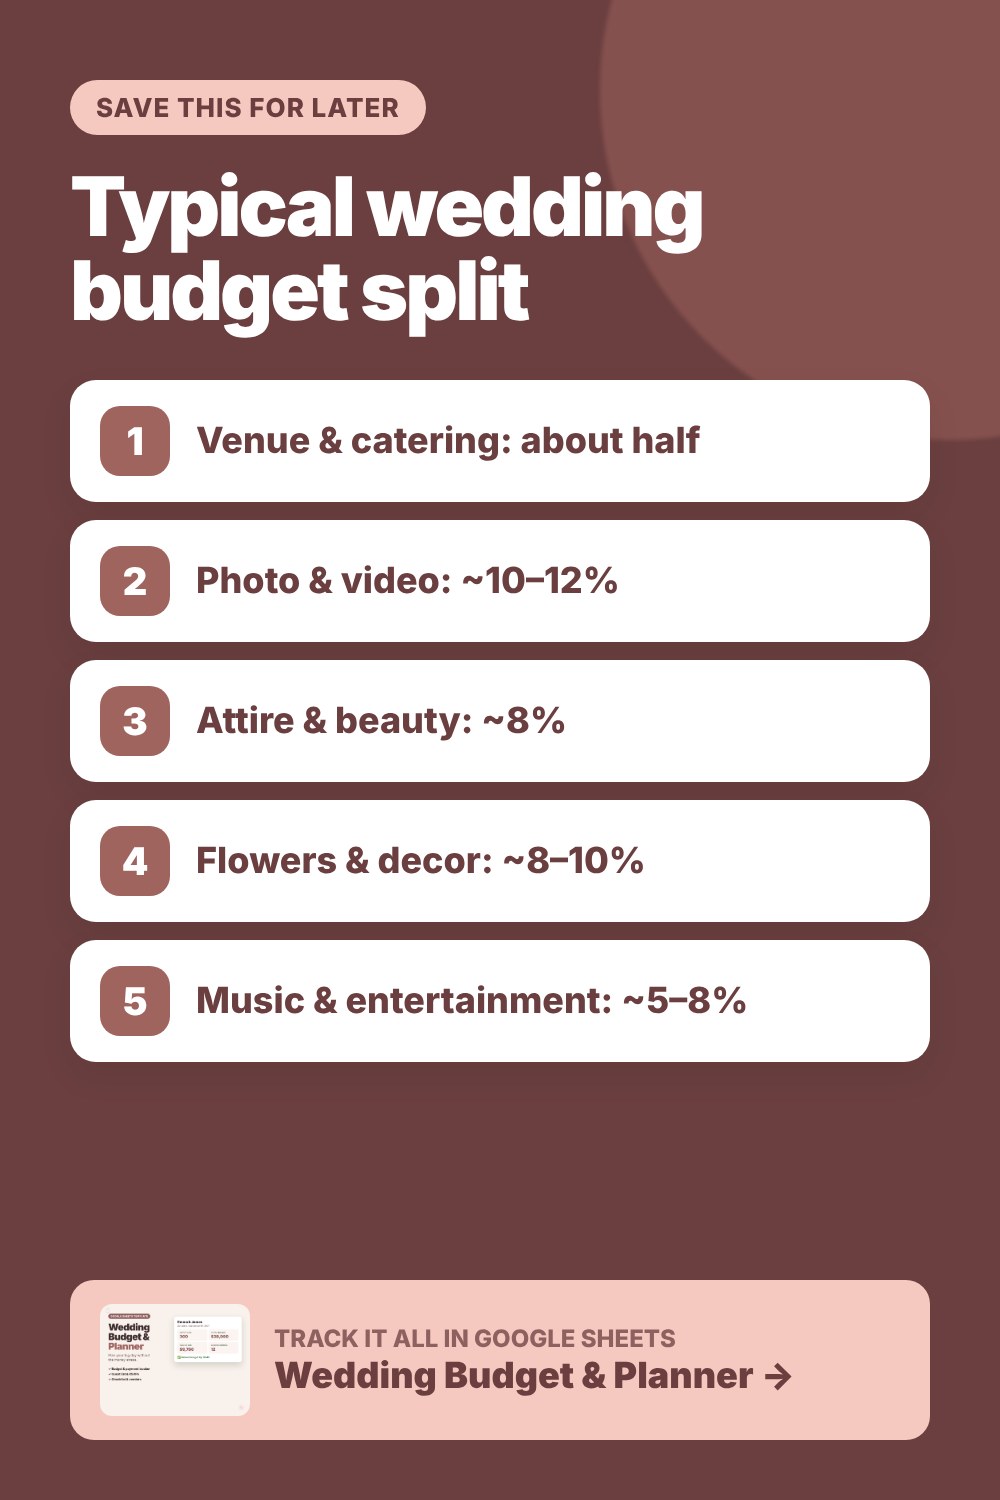 SAVE THIS FOR LATER
Typical wedding
budget split
1 Venue & catering: about half
2 Photo & video: ~10–12%
3 Attire & beauty: ~8%
4 Flowers & decor: ~8–10%
5 Music & entertainment: ~5–8%
Wedding
Budget &
Planner
TRACK IT ALL IN GOOGLE SHEETS
Wedding Budget & Planner →